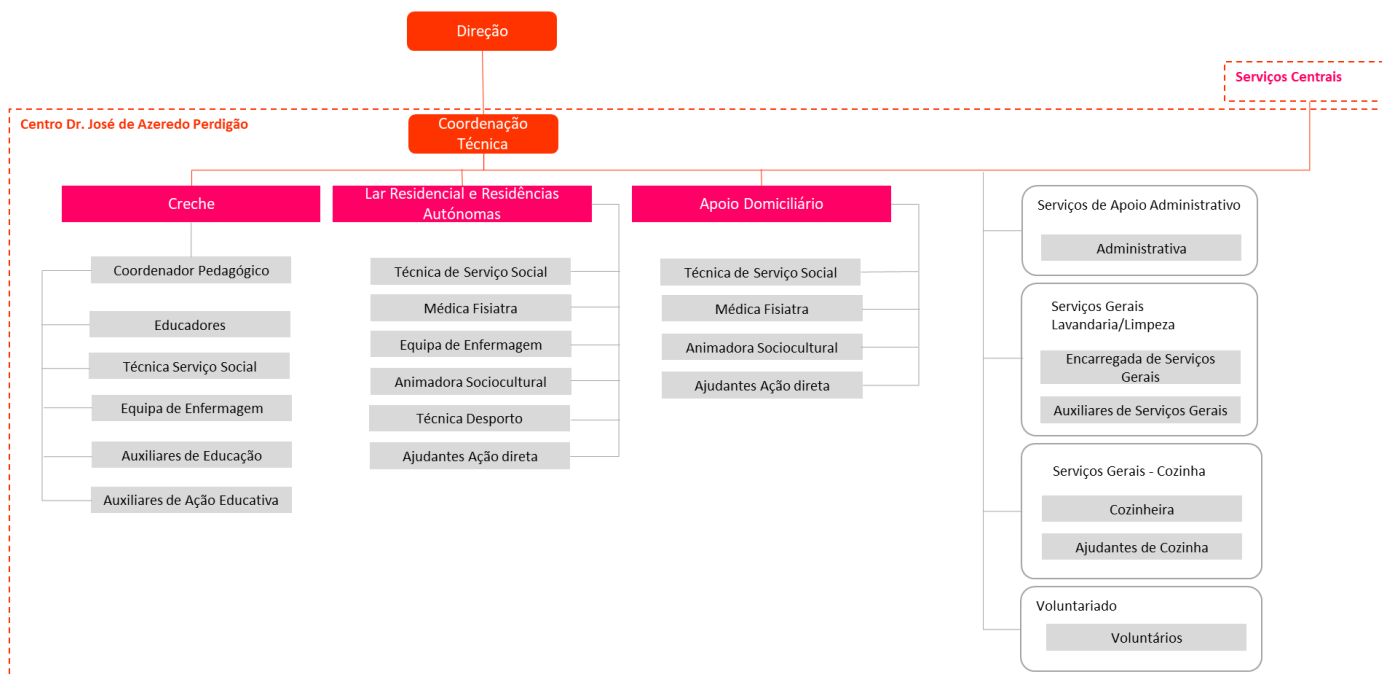 Direção
Serviços Centrais
Centro Dr. José de Azeredo Perdigão
Coordenação
Técnica
Creche
Coordenador Pedagógico
Educadores
Técnica Serviço Social
Equipa de Enfermagem
Auxiliares de Educação
Auxiliares de Ação Educativa
Lar Residencial e Residências
Autónomas
Técnica de Serviço Social
Médica Fisiatra
Equipa de Enfermagem
Animadora Sociocultural
Técnica Desporto
Ajudantes Ação direta
Apoio Domiciliário
Técnica de Serviço Social
Médica Fisiatra
Animadora Sociocultural
Ajudantes Ação direta
Serviços de Apoio Administrativo
Administrativa
Serviços Gerais
Lavandaria/Limpeza
Encarregada de Serviços
Gerais
Auxiliares de Serviços Gerais
Serviços Gerais - Cozinha
Cozinheira
Ajudantes de Cozinha
Voluntariado
Voluntários